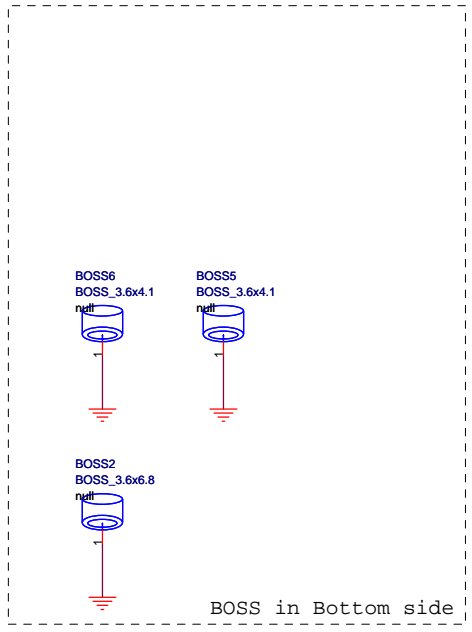 BOSS6
BOSS_3.6x4.1
null
1
BOSS5
BOSS_3.6x4.1
null
1
BOSS2
BOSS_3.6x6.8
null
1
BOSS in Bottom side